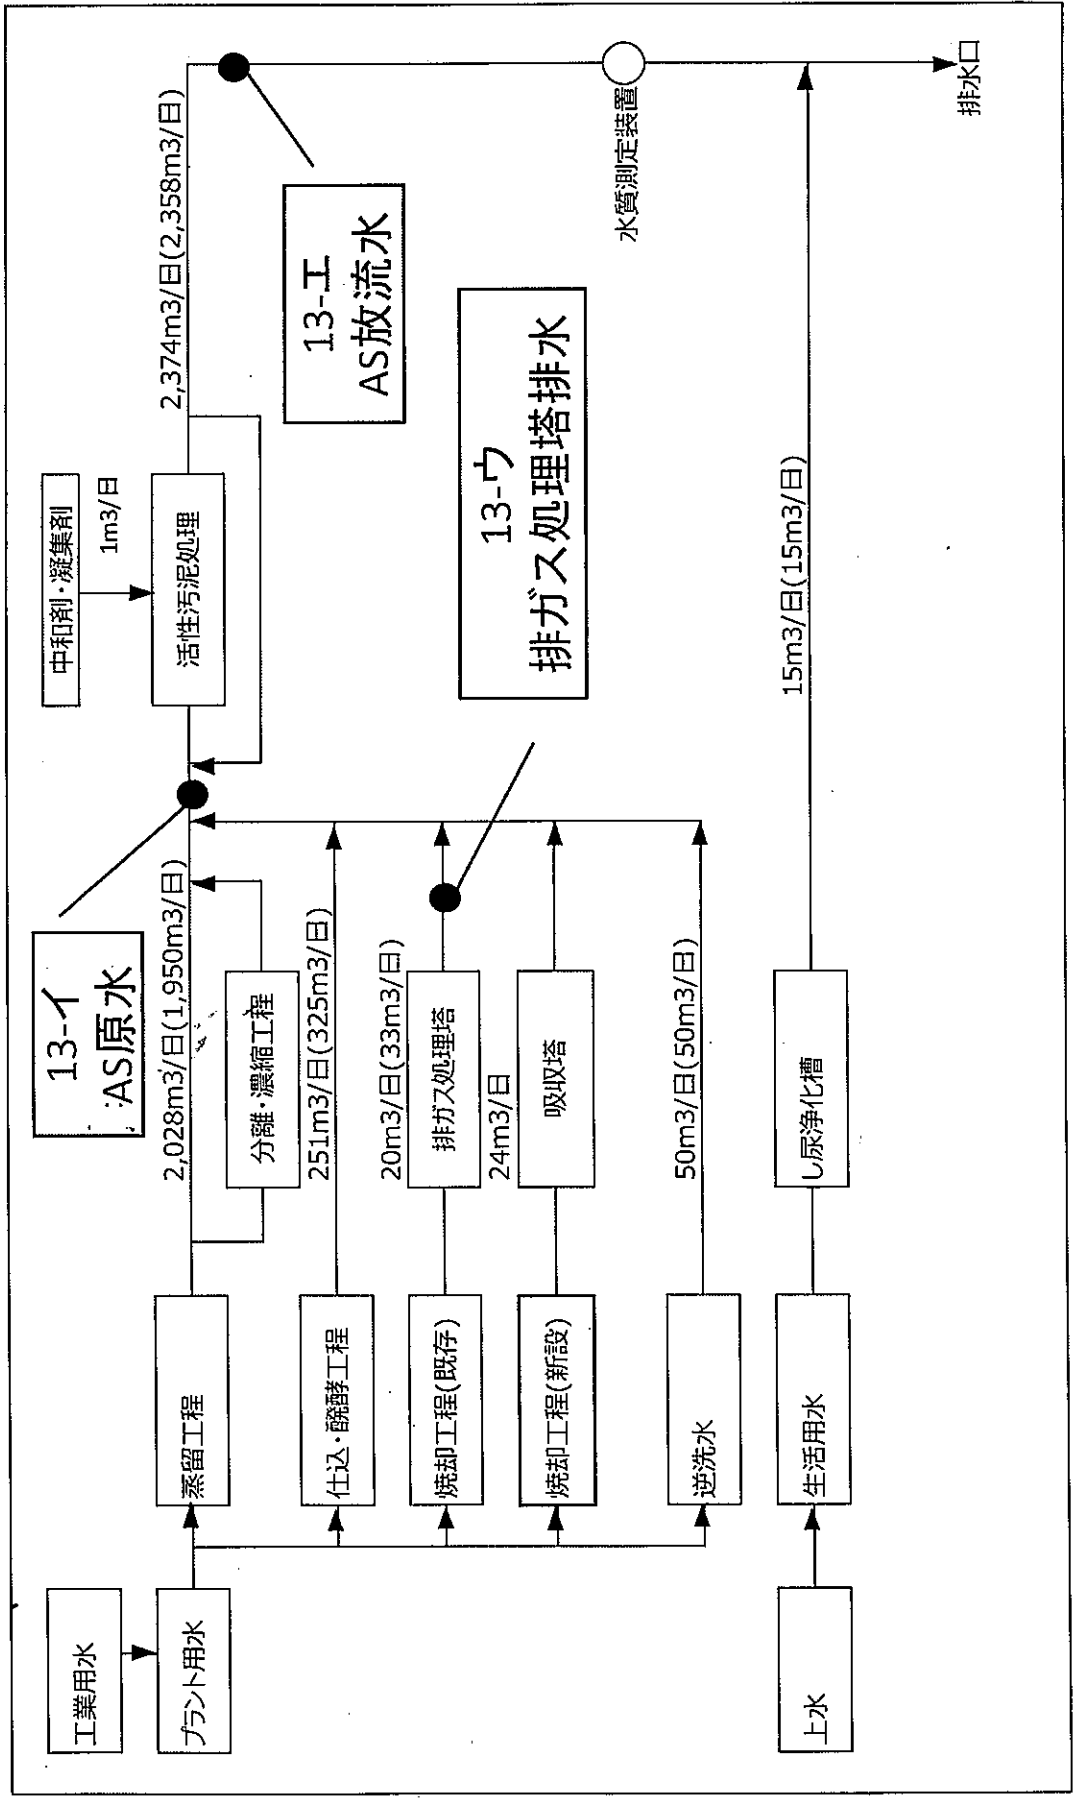 工業用水
プラント用水
蒸留工程
仕込・醗酵工程
焼却工程(既存)
焼却工程(新設)
逆洗水
上水
生活用水
し尿浄化槽
13-イ
AS原水
2,028m3/日(1,950m3/日)
分離・濃縮工程
251m3/日(325m3/日)
20m3/日(33m3/日)
排ガス処理塔
24m3/日
吸収塔
50m3/日(50m3/日)
15m3/日(15m3/日)
中和剤・凝集剤
1m3/日
活性汚泥処理
2,374m3/日(2,358m3/日)
13-エ
AS放流水
13-ウ
排ガス処理塔排水
水質測定装置
排水口